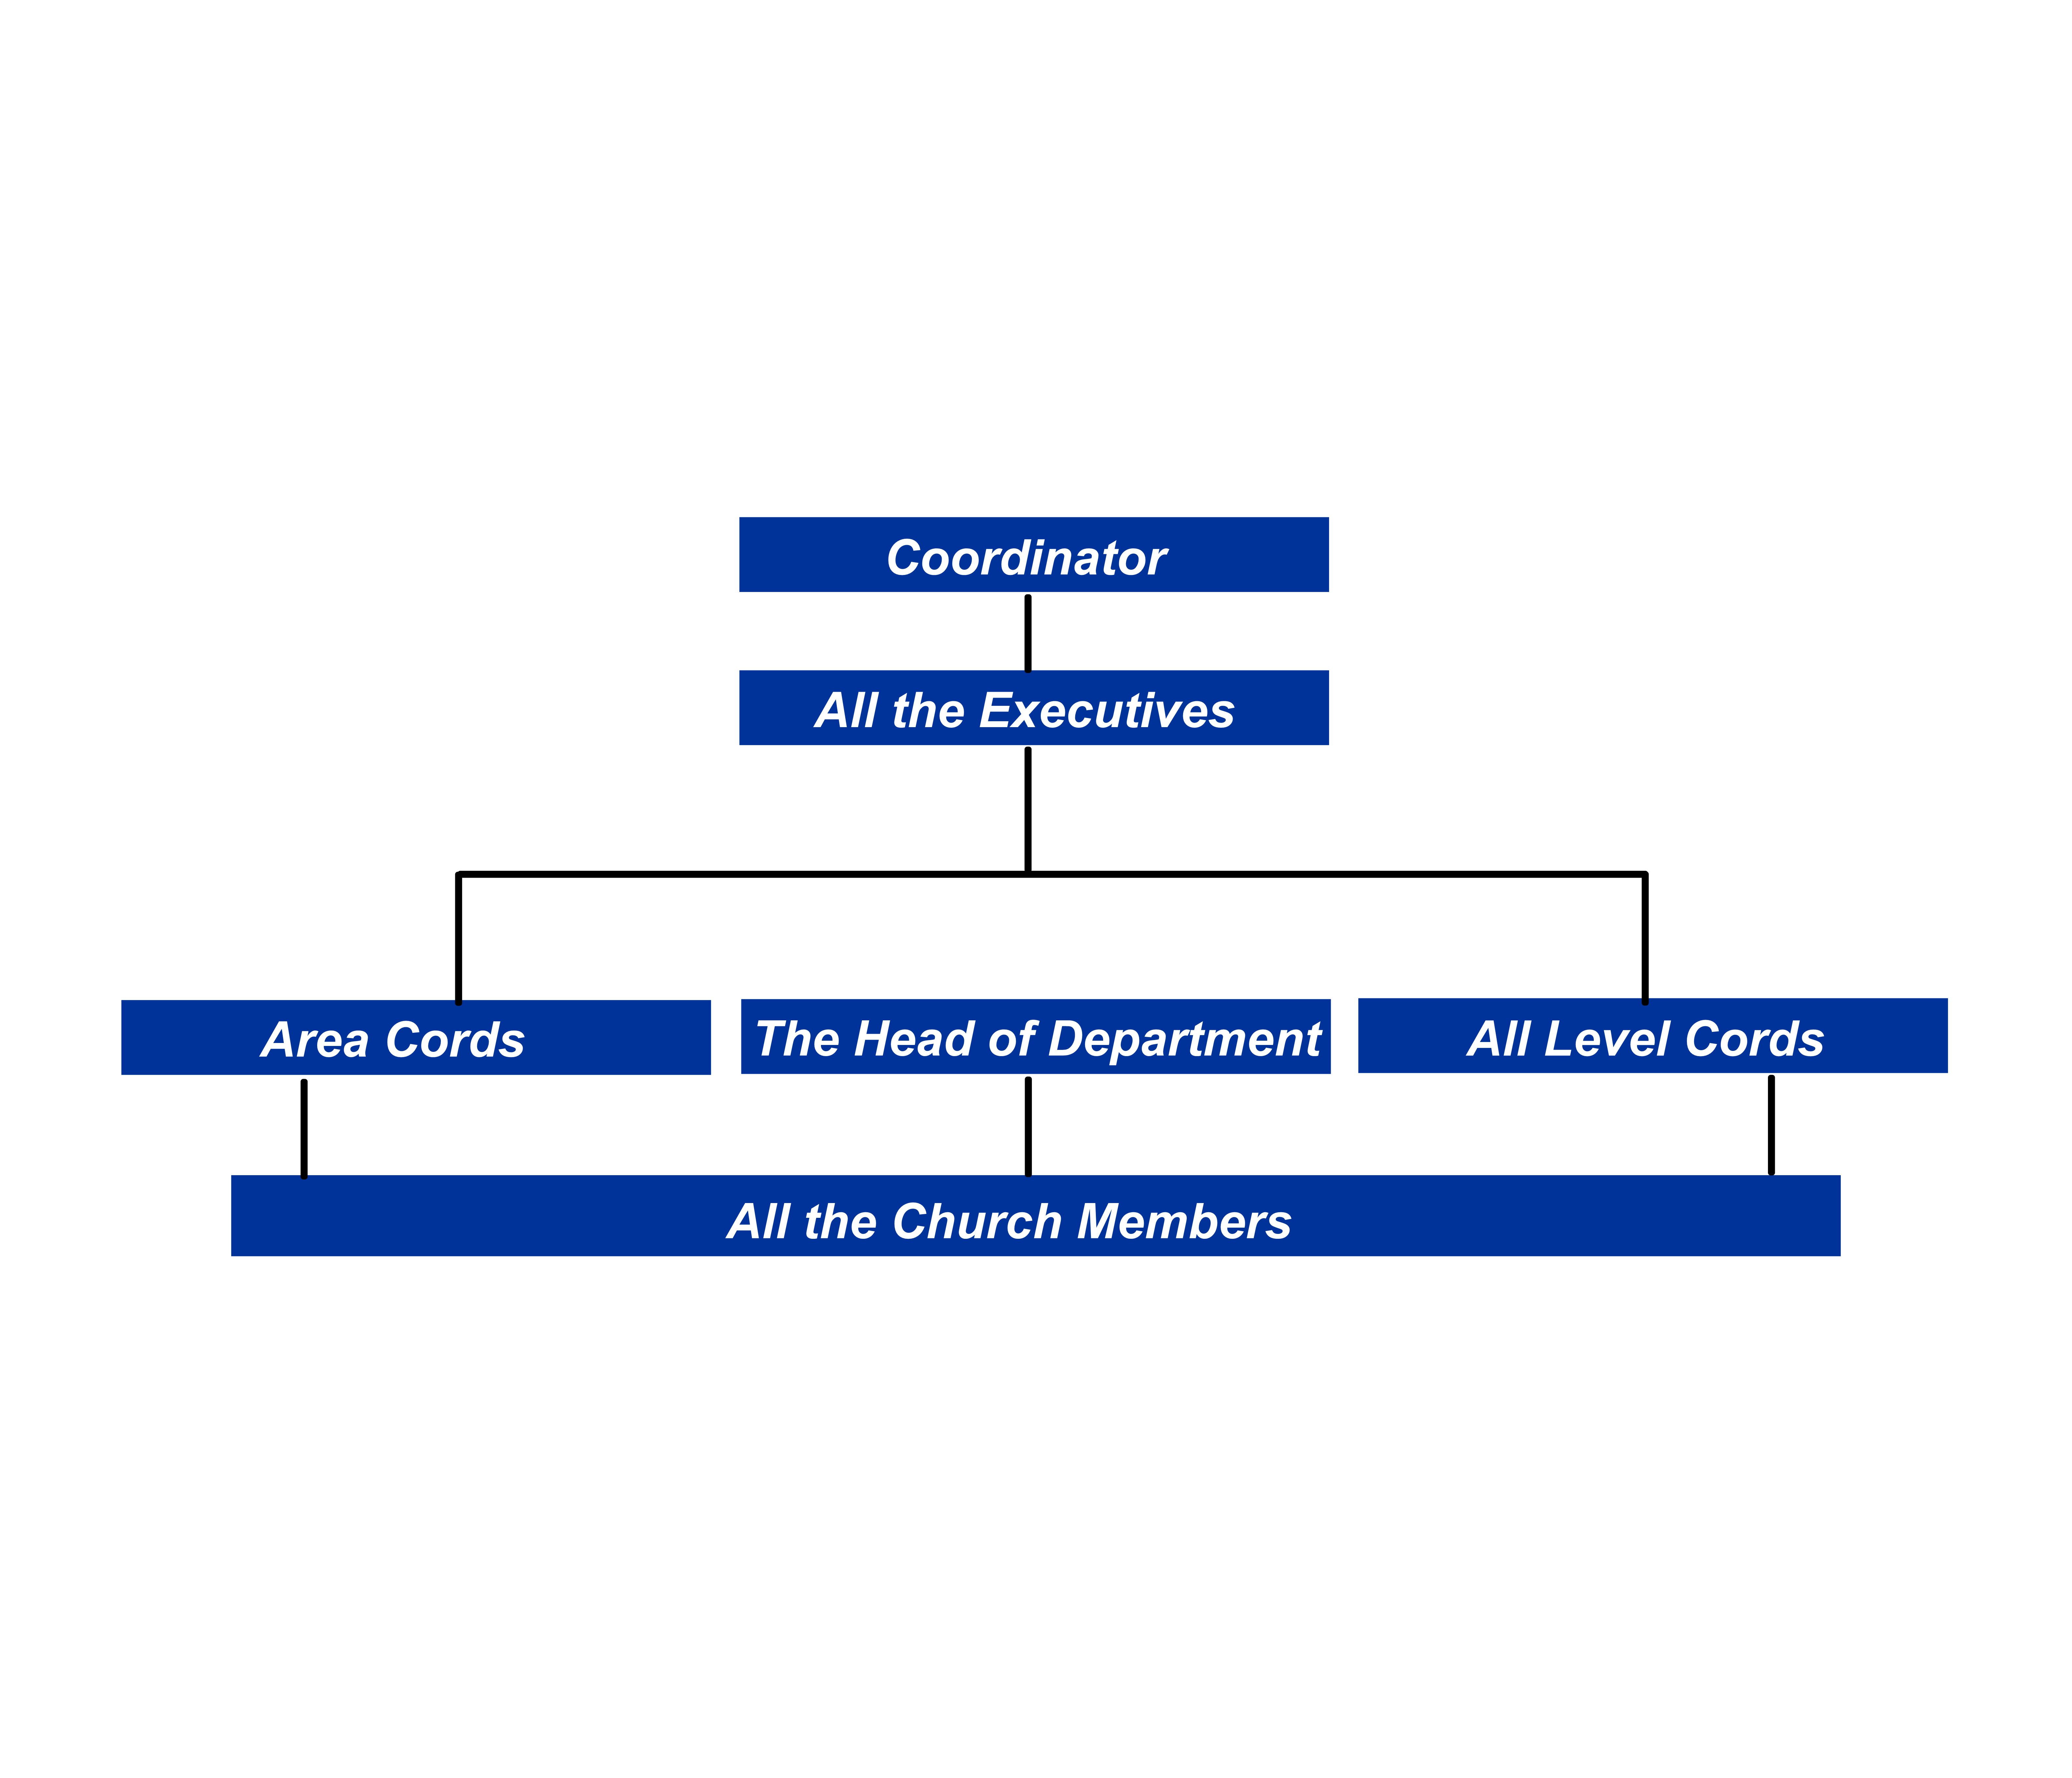 Coordinator
All the Executives
Area Cords
The Head of Department
All Level Cords
All the Church Members